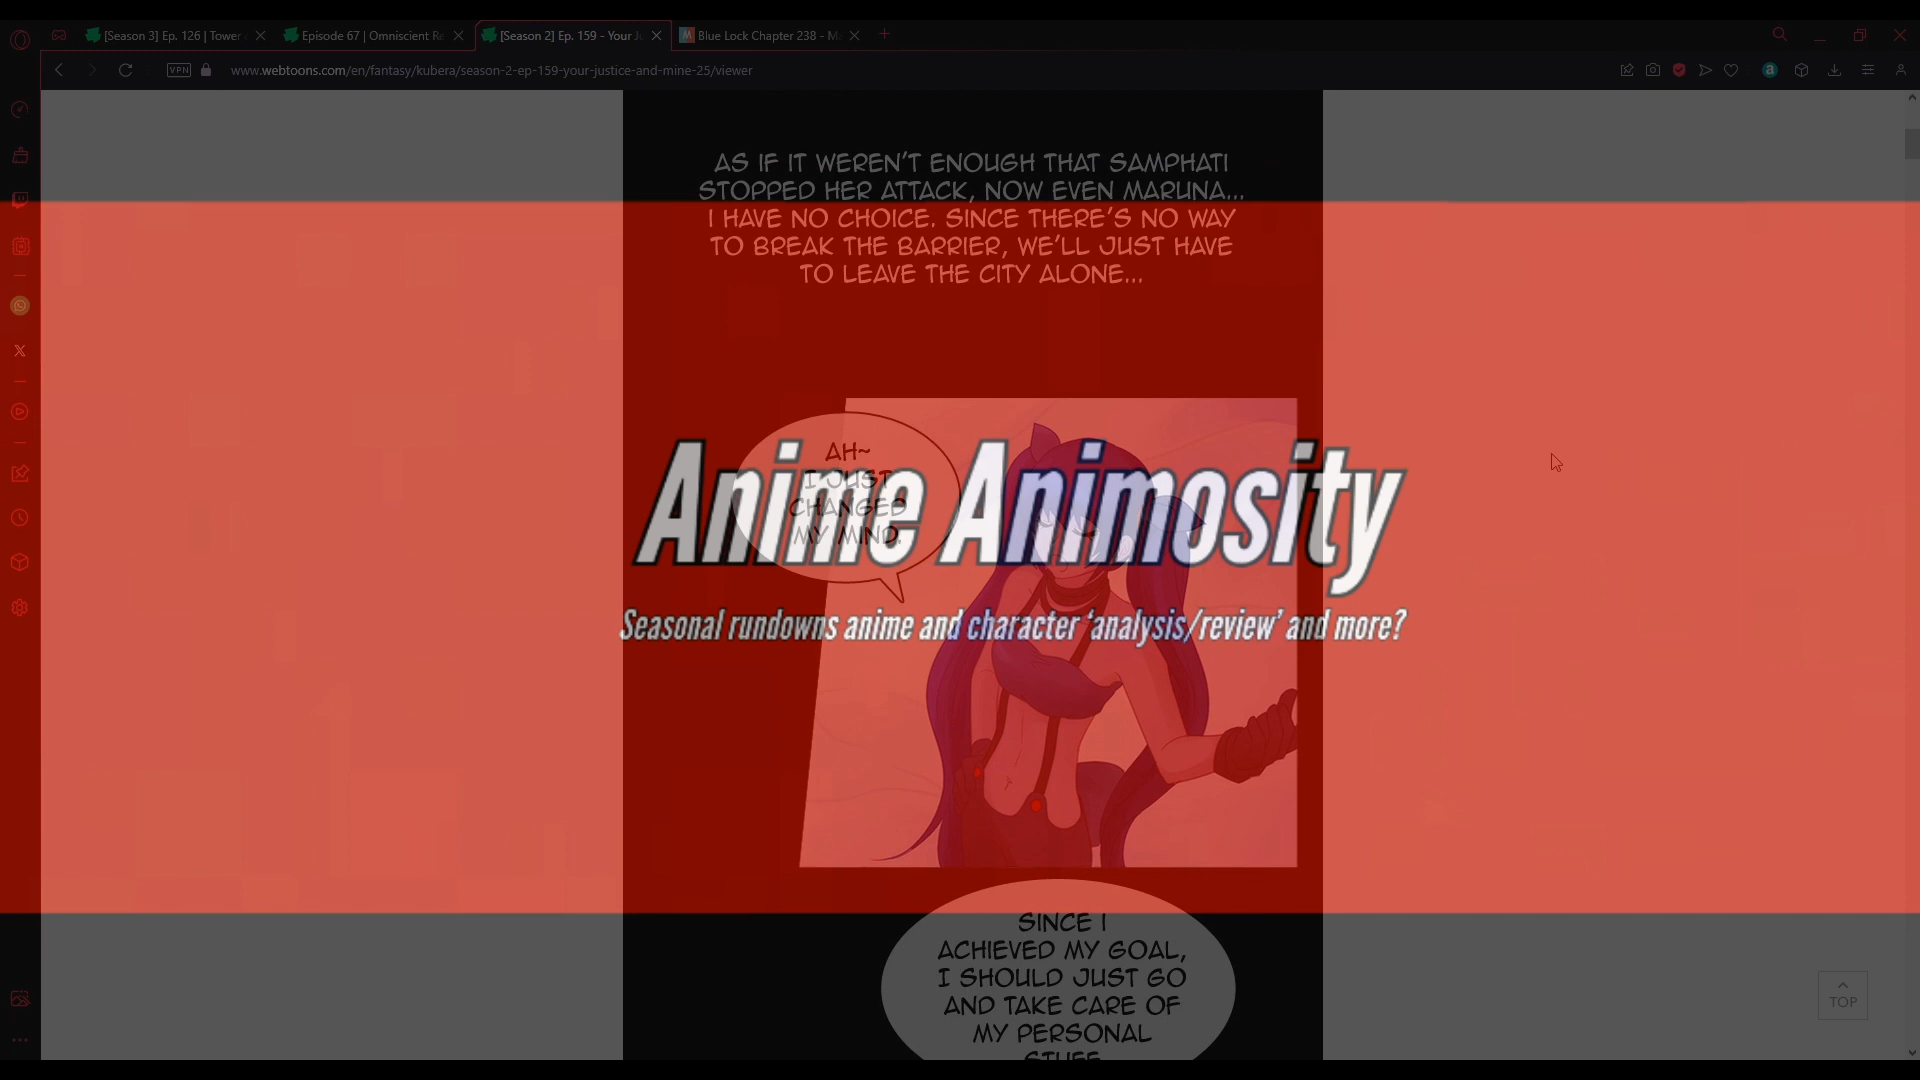 [Season 3] Ep. 126 | Tower
Episode 67 | Omniscient Re
[Season 2] Ep. 159 - Your Ju
Blue Lock Chapter 238 - M
VPN
www.webtoons.com/en/fantasy/kubera/season-2-ep-159-your-justice-and-mine-25/viewer
AS IF IT WEREN'T ENOUGH THAT SAMPHATI
STOPPED HER ATTACK, NOW EVEN MARUNA...
I HAVE NO CHOICE. SINCE THERE'S NO WAY
TO BREAK THE BARRIER, WE'LL JUST HAVE
TO LEAVE THE CITY ALONE...
AH~
I JUST
CHANGED
MY MIND.
Anime Animosity
Seasonal rundowns anime and character 'analysis/review' and more?
SINCE I
ACHIEVED MY GOAL,
I SHOULD JUST GO
AND TAKE CARE OF
MY PERSONAL
STUFF
TOP